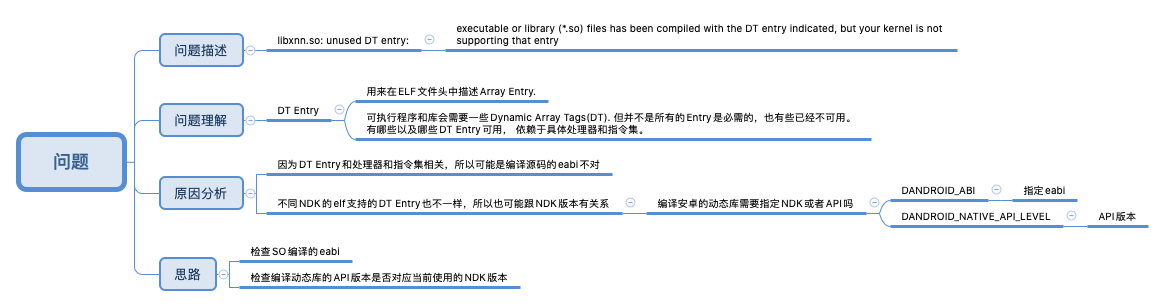 问题
问题描述
libxnn.so: unused DT entry:
executable or library (*.so) files has been compiled with the DT entry indicated, but your kernel is not
supporting that entry
问题理解
DT Entry
用来在ELF文件头中描述Array Entry.
可执行程序和库会需要一些Dynamic Array Tags(DT). 但并不是所有的Entry是必需的，也有些已经不可用。
有哪些以及哪些DT Entry可用， 依赖于具体处理器和指令集。
原因分析
因为DT Entry和处理器和指令集相关，所以可能是编译源码的eabi不对
不同NDK的elf支持的DT Entry也不一样，所以也可能跟NDK版本有关系
编译安卓的动态库需要指定NDK或者API吗
DANDROID_ABI
指定eabi
DANDROID_NATIVE_API_LEVEL
API版本
思路
检查SO编译的eabi
检查编译动态库的API版本是否对应当前使用的NDK版本